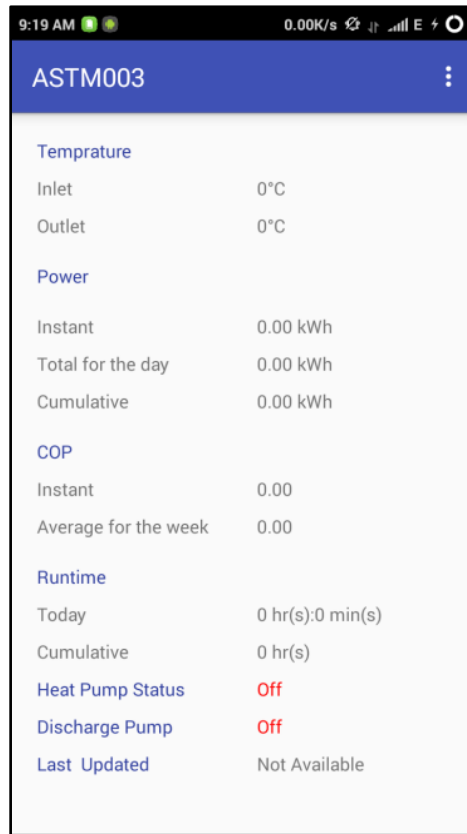 9:19 AM 0.00K/s E
ASTM003
Temprature
Inlet 0°C
Outlet 0°C
Power
Instant 0.00 kWh
Total for the day 0.00 kWh
Cumulative 0.00 kWh
COP
Instant 0.00
Average for the week 0.00
Runtime
Today 0 hr(s):0 min(s)
Cumulative 0 hr(s)
Heat Pump Status Off
Discharge Pump Off
Last Updated Not Available